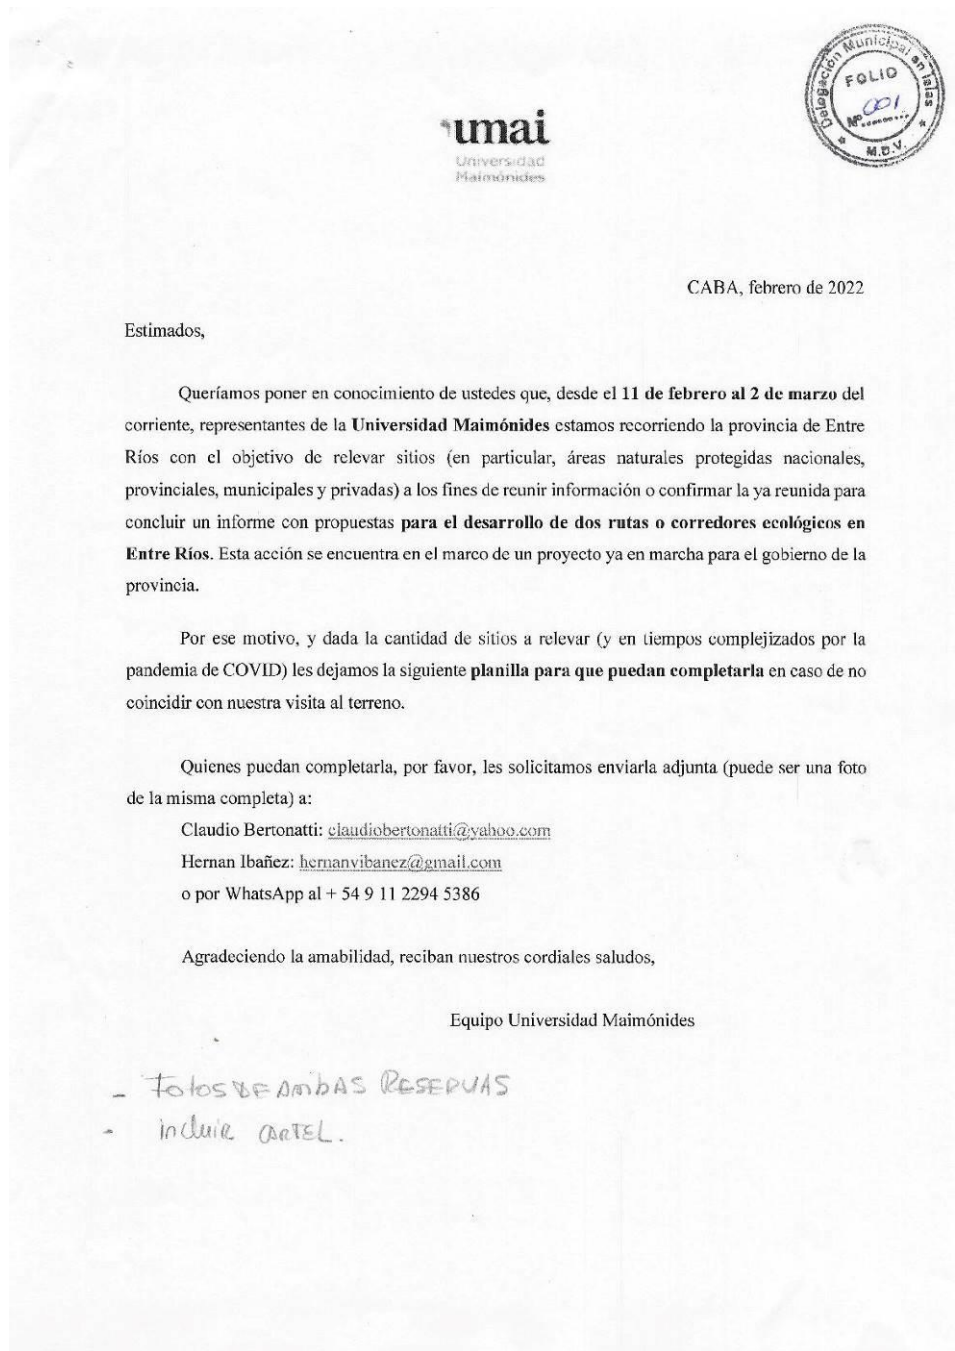 Delegación Municipal en Islas
FOLIO
Nº 001
M.D.V.
umai
Universidad
Maimónides
CABA, febrero de 2022
Estimados,
Queríamos poner en conocimiento de ustedes que, desde el 11 de febrero al 2 de marzo del
corriente, representantes de la Universidad Maimónides estamos recorriendo la provincia de Entre
Ríos con el objetivo de relevar sitios (en particular, áreas naturales protegidas nacionales,
provinciales, municipales y privadas) a los fines de reunir información o confirmar la ya reunida para
concluir un informe con propuestas para el desarrollo de dos rutas o corredores ecológicos en
Entre Ríos. Esta acción se encuentra en el marco de un proyecto ya en marcha para el gobierno de la
provincia.
Por ese motivo, y dada la cantidad de sitios a relevar (y en tiempos complejizados por la
pandemia de COVID) les dejamos la siguiente planilla para que puedan completarla en caso de no
coincidir con nuestra visita al terreno.
Quienes puedan completarla, por favor, les solicitamos enviarla adjunta (puede ser una foto
de la misma completa) a:
Claudio Bertonatti: claudiobertonatti@yahoo.com
Hernan Ibañez: hernanvibanez@gmail.com
o por WhatsApp al + 54 9 11 2294 5386
Agradeciendo la amabilidad, reciban nuestros cordiales saludos,
Equipo Universidad Maimónides
- Fotos DE AMBAS RESERVAS
- incluir CARTEL.